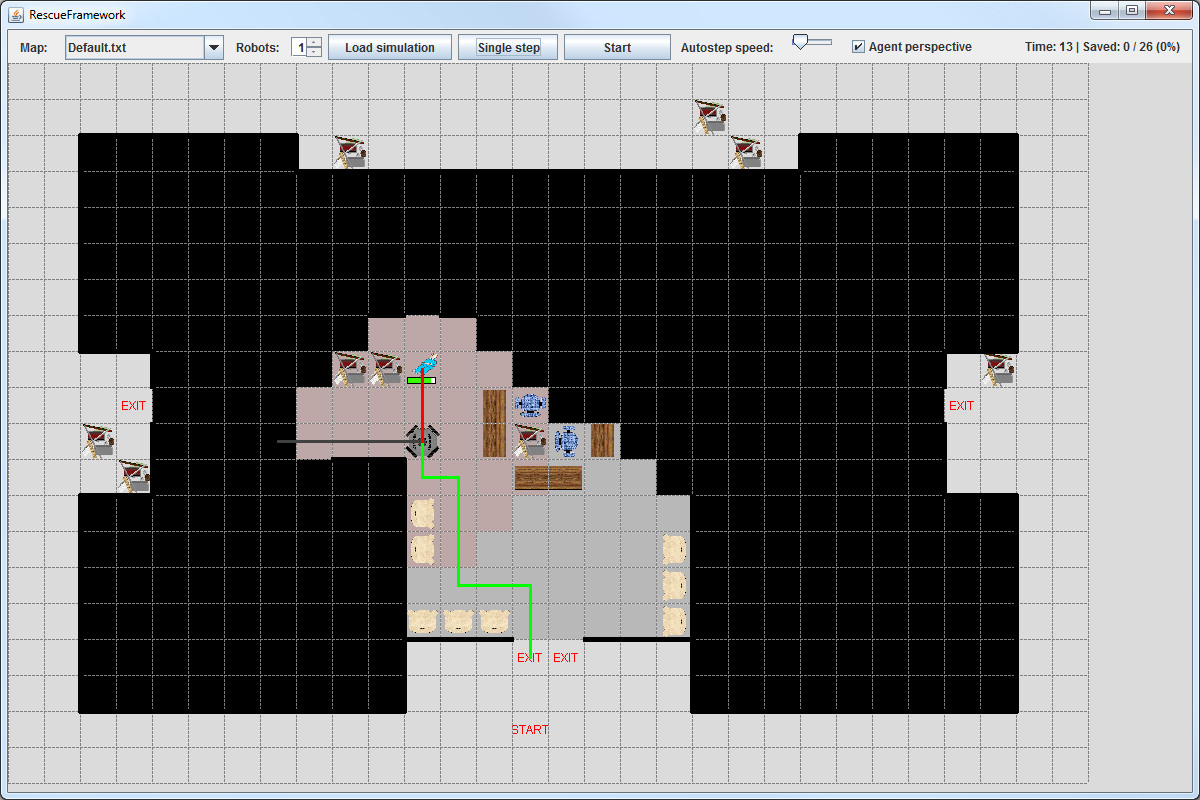 RescueFramework
Map: Default.txt Robots: 1 Load simulation Single step Start Autostep speed: Agent perspective Time: 13 | Saved: 0 / 26 (0%)
EXIT EXIT
EXIT EXIT
START